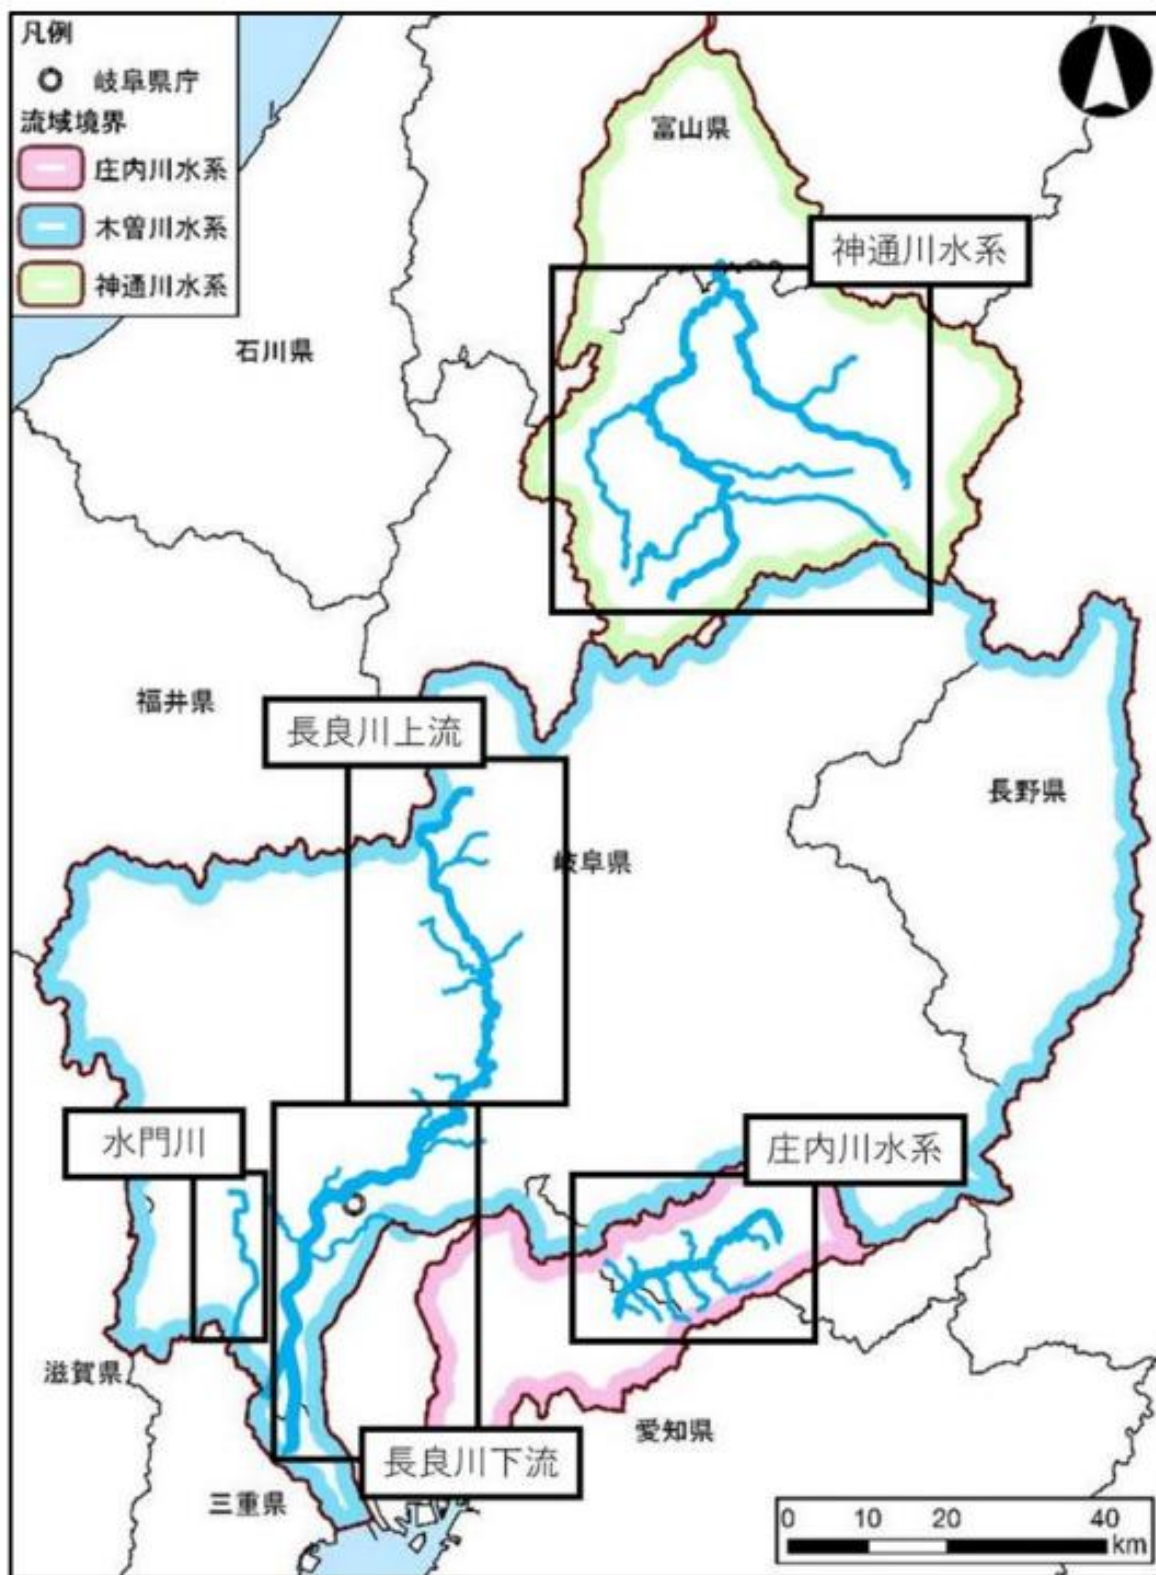 凡例
岐阜県庁
流域境界
庄内川水系
木曽川水系
神通川水系
富山県
神通川水系
石川県
福井県
長良川上流
長野県
岐阜県
水門川
庄内川水系
滋賀県
愛知県
長良川下流
三重県
0 10 20 40
km